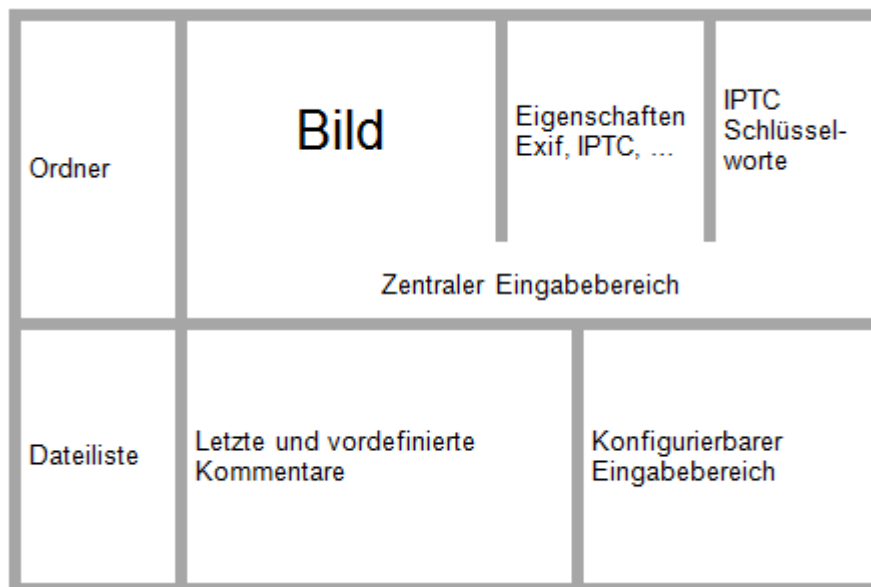 Ordner
Bild
Eigenschaften
Exif, IPTC, ...
IPTC
Schlüssel-
worte
Zentraler Eingabebereich
Dateiliste
Letzte und vordefinierte
Kommentare
Konfigurierbarer
Eingabebereich